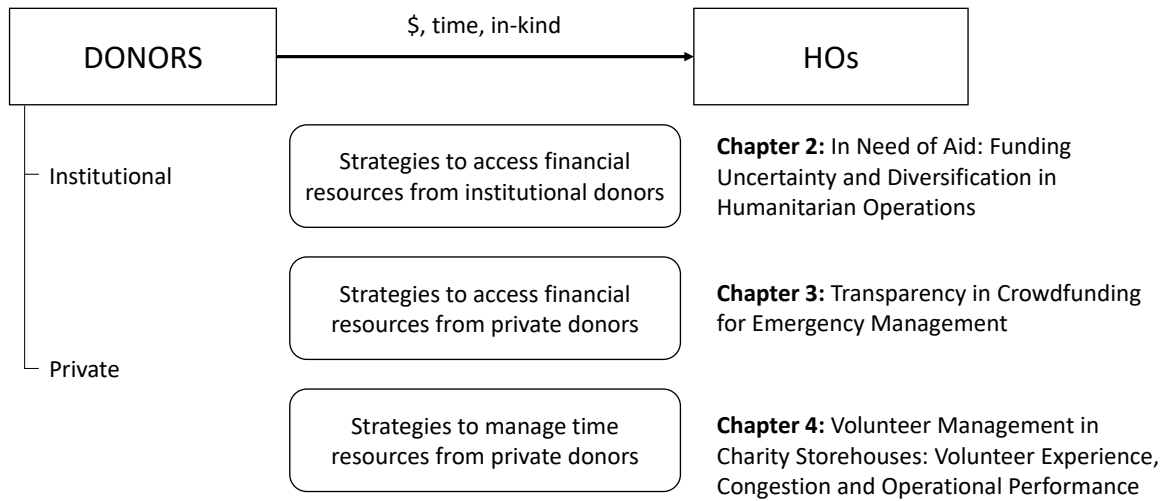 $, time, in-kind
DONORS
HOs
Institutional
Strategies to access financial
resources from institutional donors
Chapter 2: In Need of Aid: Funding
Uncertainty and Diversification in
Humanitarian Operations
Strategies to access financial
resources from private donors
Chapter 3: Transparency in Crowdfunding
for Emergency Management
Private
Strategies to manage time
resources from private donors
Chapter 4: Volunteer Management in
Charity Storehouses: Volunteer Experience,
Congestion and Operational Performance